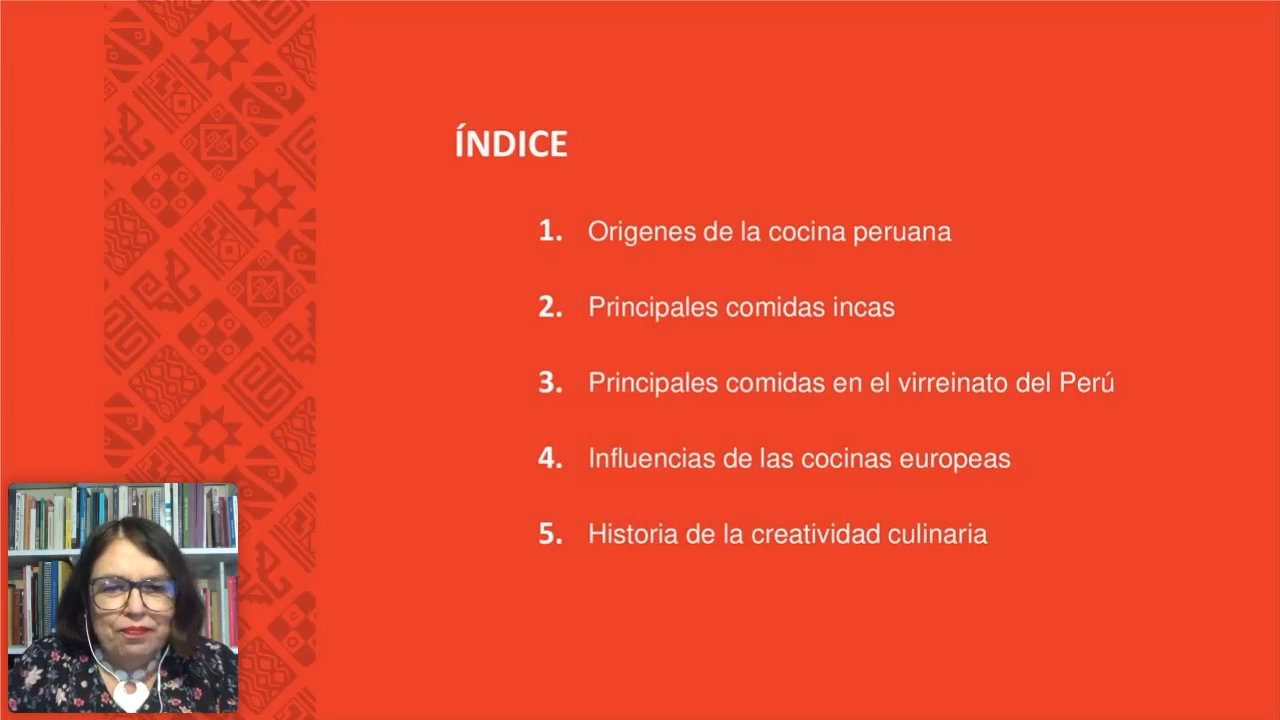 ÍNDICE
1. Origenes de la cocina peruana
2. Principales comidas incas
3. Principales comidas en el virreinato del Perú
4. Influencias de las cocinas europeas
5. Historia de la creatividad culinaria